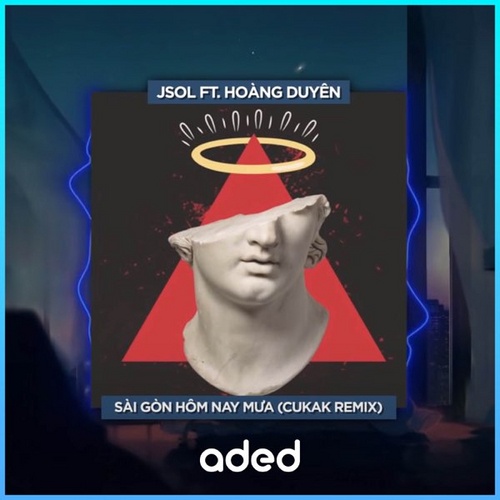 JSOL FT. HOÀNG DUYÊN
SÀI GÒN HÔM NAY MƯA (CUKAK REMIX)
aded